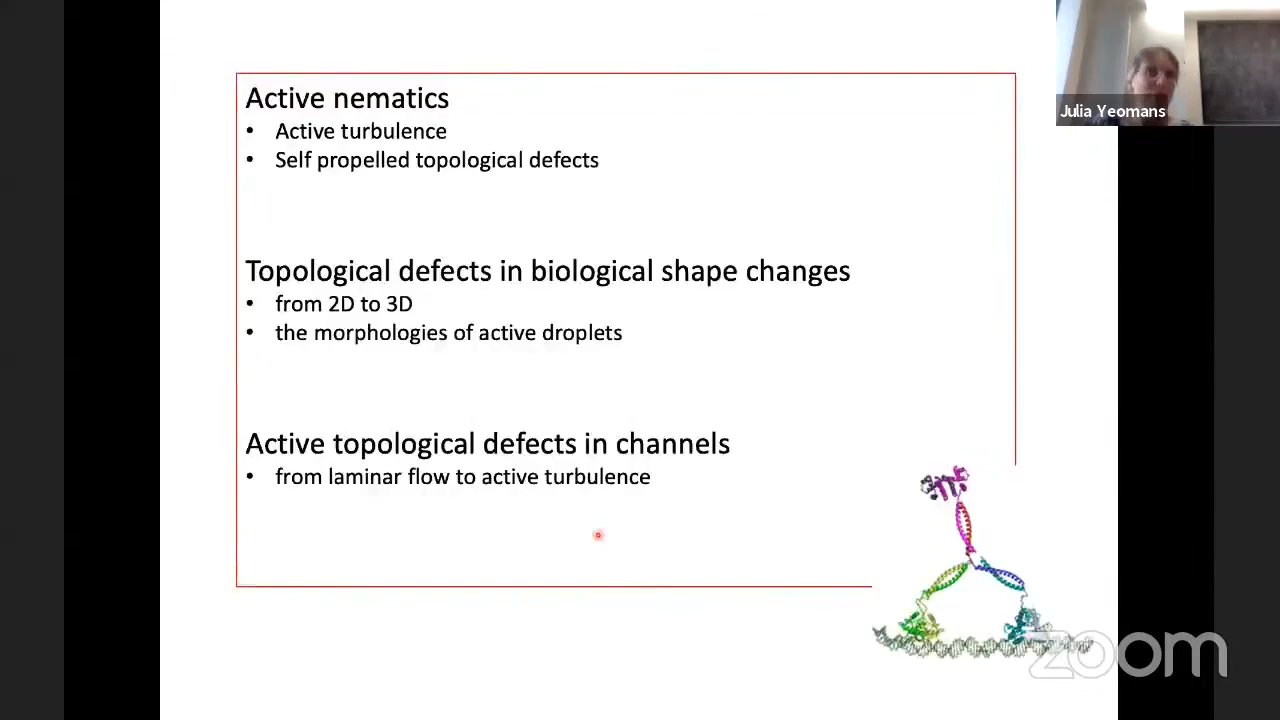 Active nematics
• Active turbulence
• Self propelled topological defects
Topological defects in biological shape changes
• from 2D to 3D
• the morphologies of active droplets
Active topological defects in channels
• from laminar flow to active turbulence
Julia Yeomans
zoom